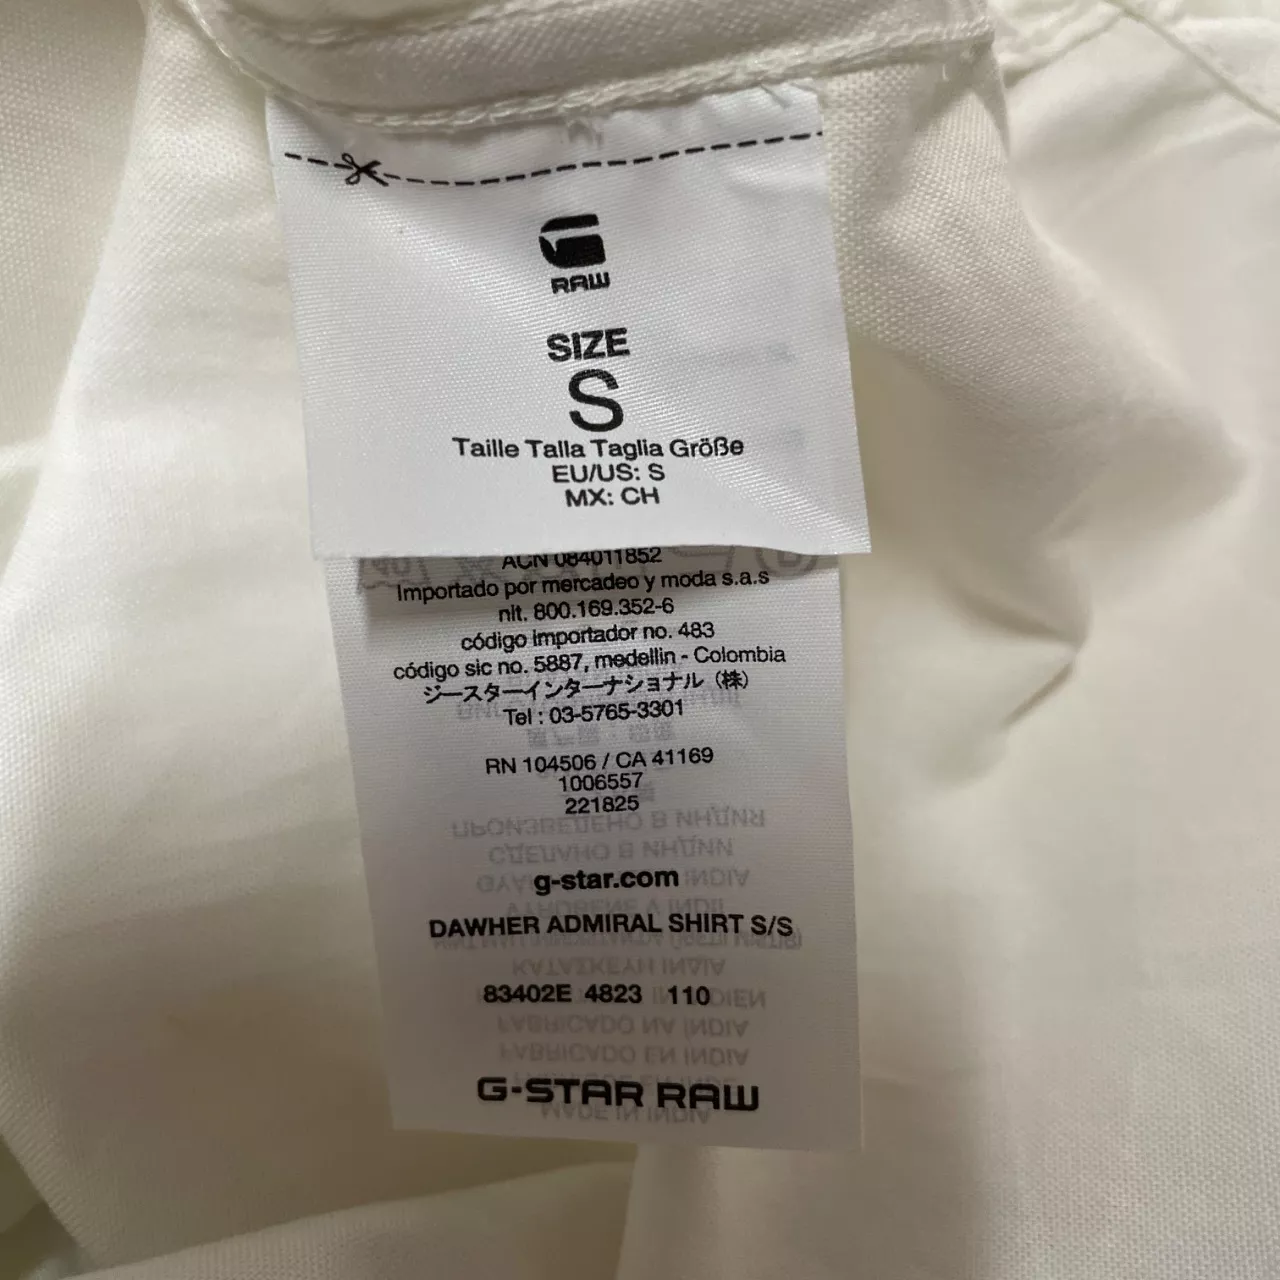 RAW
SIZE
S
Taille Talla Taglia Größe
EU/US: S
MX: CH
ACN 084011852
Importado por mercadeo y moda s.a.s
nit. 800.169.352-6
código importador no. 483
código sic no. 5887, medellin - Colombia
ジースターインターナショナル（株）
Tel : 03-5765-3301
RN 104506 / CA 41169
1006557
221825
g-star.com
DAWHER ADMIRAL SHIRT S/S
83402E 4823 110
G-STAR RAW